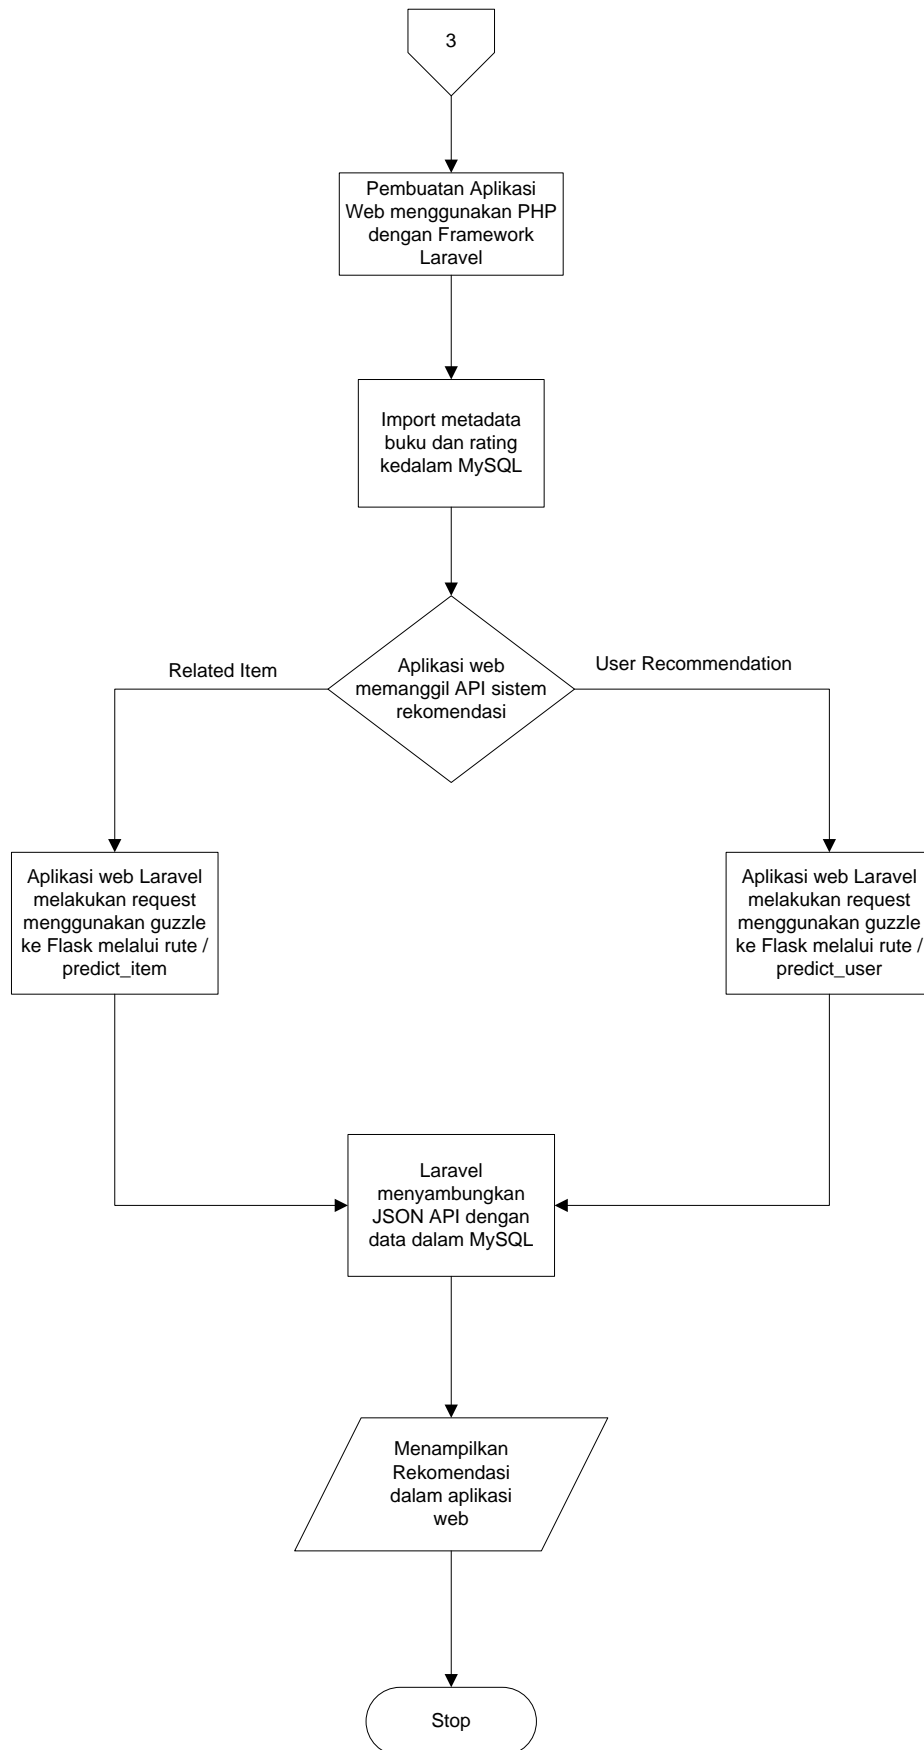 3
Pembuatan Aplikasi
Web menggunakan PHP
dengan Framework
Laravel
Import metadata
buku dan rating
kedalam MySQL
Related Item
Aplikasi web
memanggil API sistem
rekomendasi
User Recommendation
Aplikasi web Laravel
melakukan request
menggunakan guzzle
ke Flask melalui rute /
predict_item
Aplikasi web Laravel
melakukan request
menggunakan guzzle
ke Flask melalui rute /
predict_user
Laravel
menyambungkan
JSON API dengan
data dalam MySQL
Menampilkan
Rekomendasi
dalam aplikasi
web
Stop